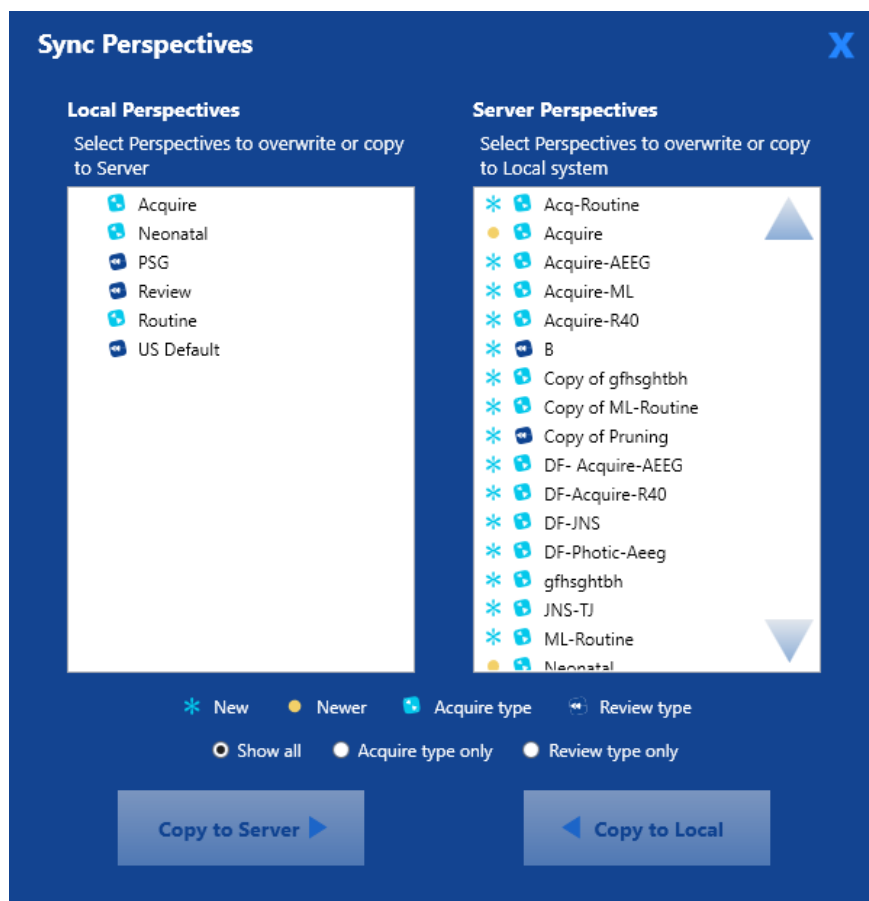 Sync Perspectives
X
Local Perspectives
Select Perspectives to overwrite or copy
to Server
Acquire
Neonatal
PSG
Review
Routine
US Default
Server Perspectives
Select Perspectives to overwrite or copy
to Local system
Acq-Routine
Acquire
Acquire-AEEG
Acquire-ML
Acquire-R40
B
Copy of gfhsghtbh
Copy of ML-Routine
Copy of Pruning
DF- Acquire-AEEG
DF-Acquire-R40
DF-JNS
DF-Photic-Aeeg
gfhsghtbh
JNS-TJ
ML-Routine
Neonatal
New Newer Acquire type Review type
Show all Acquire type only Review type only
Copy to Server Copy to Local